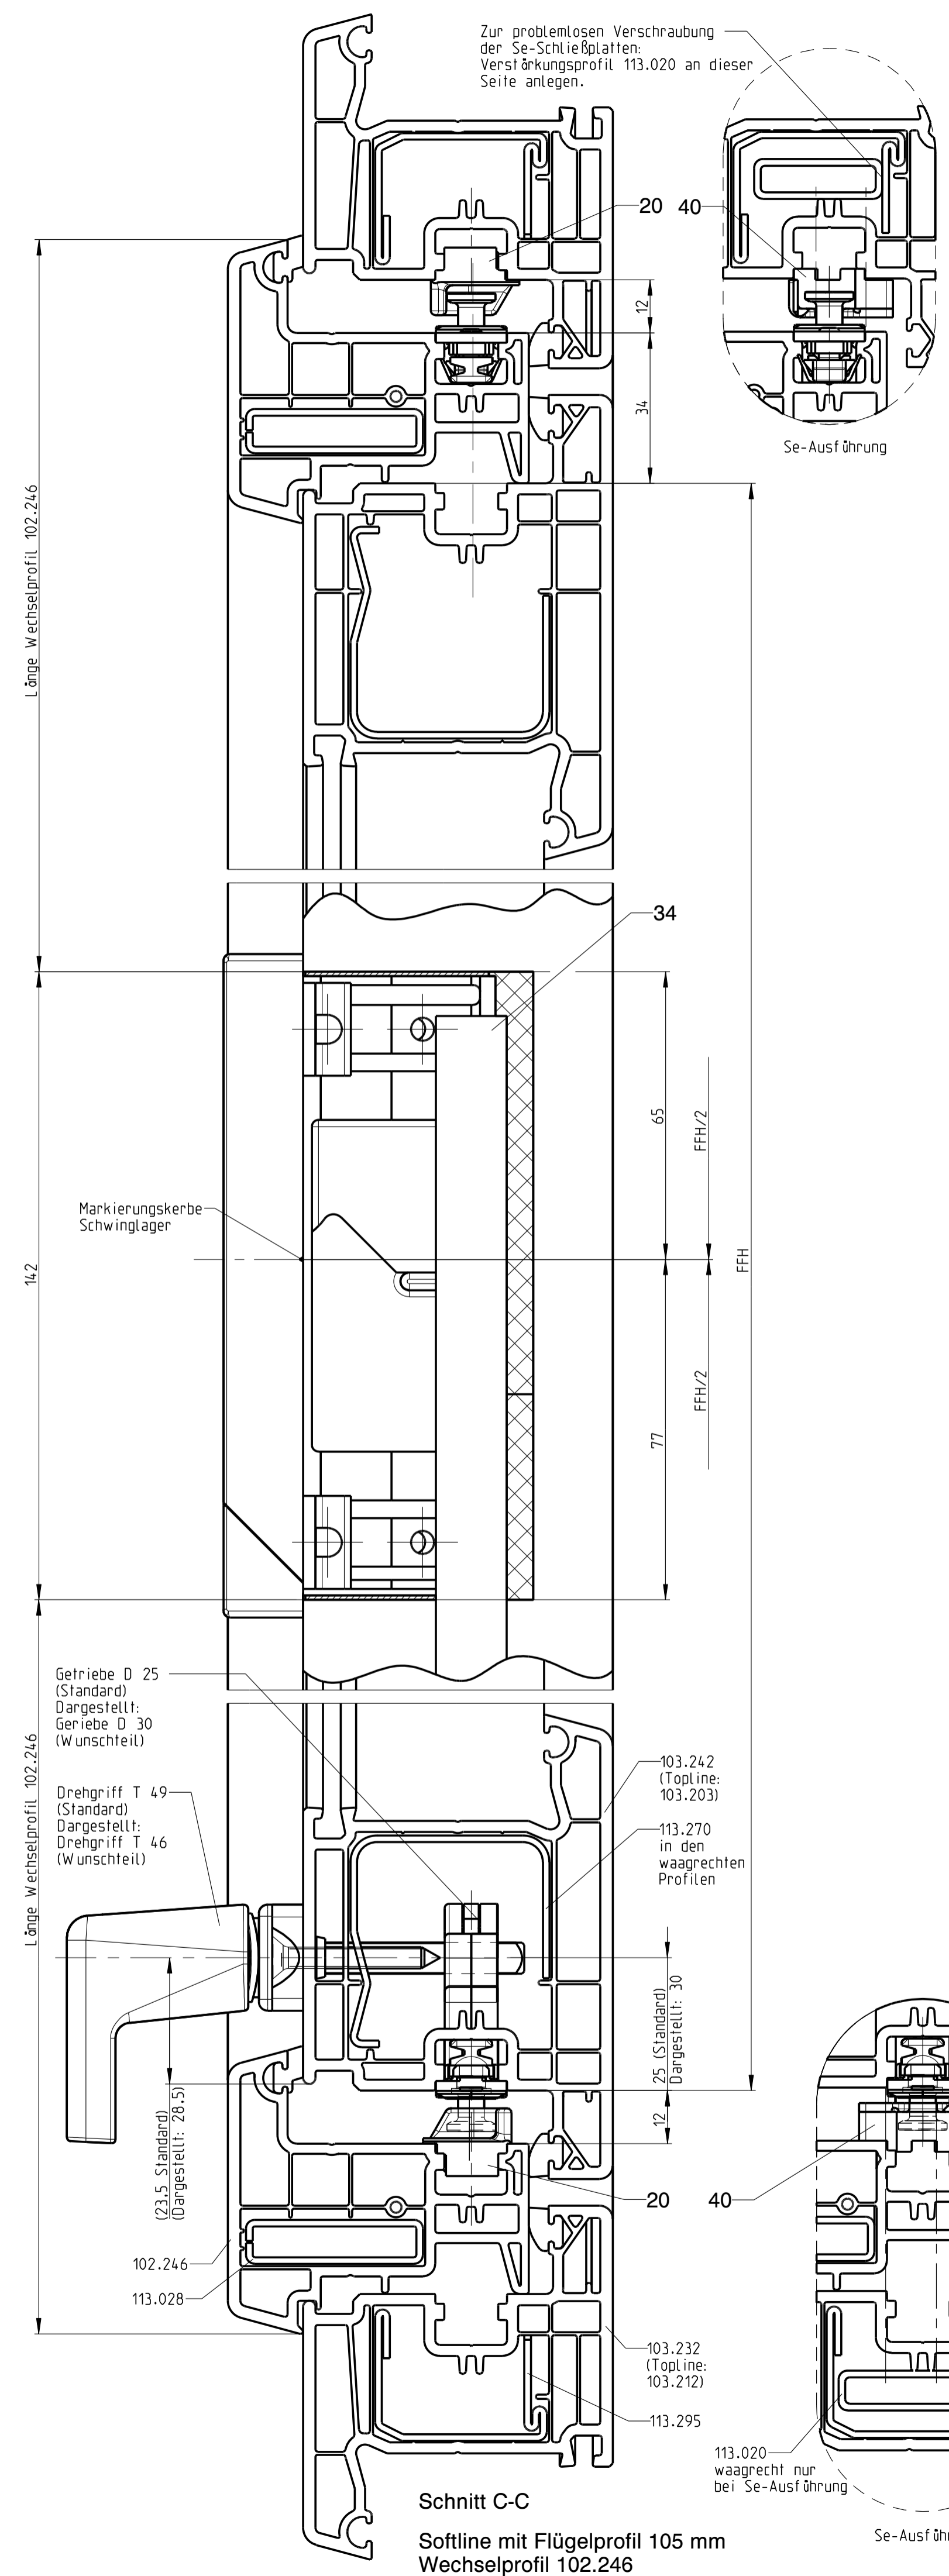 Zur problemlosen Verschraubung
der Se-Schließplatten:
Verstärkungsprofil 113.020 an dieser
Seite anlegen.
20
40
12
34
Se-Ausführung
Länge Wechselprofil 102.246
34
65
FFH/2
Markierungskerbe
Schwinglager
142
FFH
FFH/2
77
Getriebe D 25
(Standard)
Dargestellt:
Geriebe D 30
(Wunschteil)
Länge Wechselprofil 102.246
103.242
(Topline:
103.203)
Drehgriff T 49
(Standard)
Dargestellt:
Drehgriff T 46
(Wunschteil)
113.270
in den
waagrechten
Profilen
25 (Standard)
Dargestellt: 30
(23.5 Standard)
(Dargestellt: 28.5)
12
20
40
102.246
113.028
103.232
(Topline:
103.212)
113.295
113.020
waagrecht nur
bei Se-Ausführung
Schnitt C-C
Se-Ausfüh
Softline mit Flügelprofil 105 mm
Wechselprofil 102.246